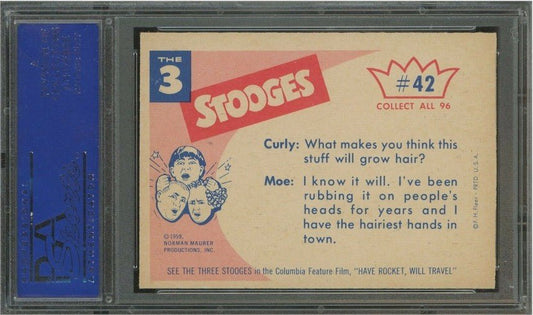 THE
3
STOOGES
#42
COLLECT ALL 96
Curly: What makes you think this
stuff will grow hair?
Moe: I know it will. I've been
rubbing it on people's
heads for years and I
have the hairiest hands in
town.
©1959,
NORMAN MAURER
PRODUCTIONS, INC.
SEE THE THREE STOOGES in the Columbia Feature Film, "HAVE ROCKET, WILL TRAVEL"
©F.H. Fleer, PRTD. U.S.A.